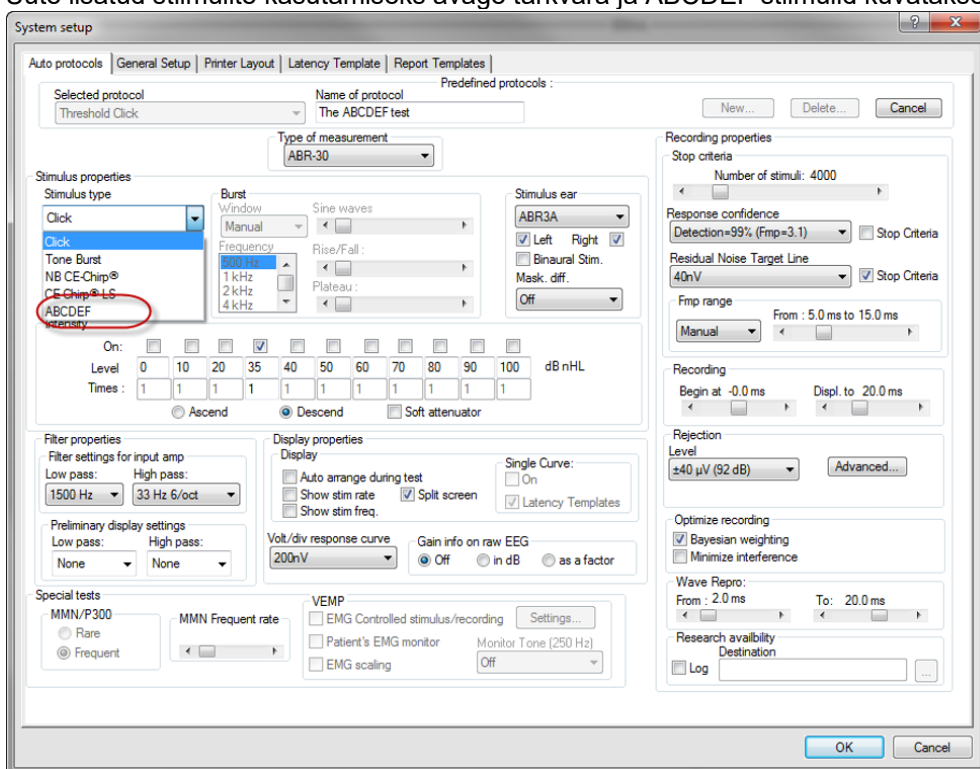 Uute lisatud stiimulite kasutamiseks avage tarkvara ja ABCDEF stiimulid kuvatakse
System setup
Auto protocols General Setup Printer Layout Latency Template Report Templates
Predefined protocols :
Selected protocol Name of protocol
Threshold Click The ABCDEF test New... Delete... Cancel
Type of measurement
ABR-30
Stimulus properties
Stimulus type
Click
Click
Tone Burst
NB CE-Chirp®
CE-Chirp® LS
ABCDEF
Burst
Window Sine waves
Manual
Frequency Rise/Fall :
500 Hz
1 kHz
2 kHz Plateau :
4 kHz
Stimulus ear
ABR3A
Left Right
Binaural Stim.
Mask. diff.
Off
Intensity
On:
Level 0 10 20 35 40 50 60 70 80 90 100 dB nHL
Times : 1 1 1 1 1 1 1 1 1 1 1
Ascend Descend Soft attenuator
Filter properties
Filter settings for input amp
Low pass: High pass:
1500 Hz 33 Hz 6/oct
Preliminary display settings
Low pass: High pass:
None None
Display properties
Display
Auto arrange during test
Show stim rate Split screen
Show stim freq.
Single Curve:
On
Latency Templates
Volt/div response curve
200nV
Gain info on raw EEG
Off in dB as a factor
Special tests
MMN/P300
Rare
Frequent
MMN Frequent rate
VEMP
EMG Controlled stimulus/recording Settings...
Patient's EMG monitor Monitor Tone (250 Hz)
EMG scaling Off
Recording properties
Stop criteria
Number of stimuli: 4000
Response confidence
Detection=99% (Fmp=3.1) Stop Criteria
Residual Noise Target Line
40nV Stop Criteria
Fmp range
From : 5.0 ms to 15.0 ms
Manual
Recording
Begin at -0.0 ms Displ. to 20.0 ms
Rejection
Level
±40 µV (92 dB) Advanced...
Optimize recording
Bayesian weighting
Minimize interference
Wave Repro:
From : 2.0 ms To: 20.0 ms
Research availbility
Destination
Log ...
OK Cancel